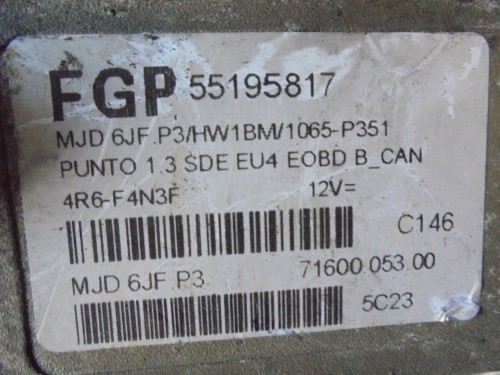 FGP 55195817
MJD 6JF.P3/HW1BM/1065-P351
PUNTO 1.3 SDE EU4 EOBD B_CAN
4R6-F4N3F 12V=
C146
MJD 6JF.P3 71600.053.00
5C23